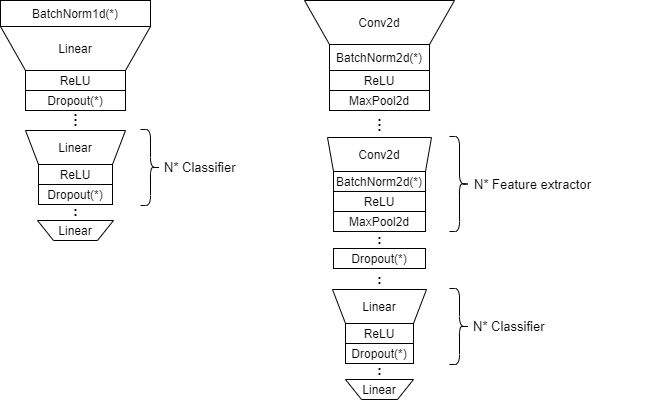 BatchNorm1d(*)
Linear
ReLU
Dropout(*)
Linear
ReLU
Dropout(*)
N* Classifier
Linear
Conv2d
BatchNorm2d(*)
ReLU
MaxPool2d
Conv2d
BatchNorm2d(*)
ReLU
MaxPool2d
N* Feature extractor
Dropout(*)
Linear
ReLU
Dropout(*)
N* Classifier
Linear